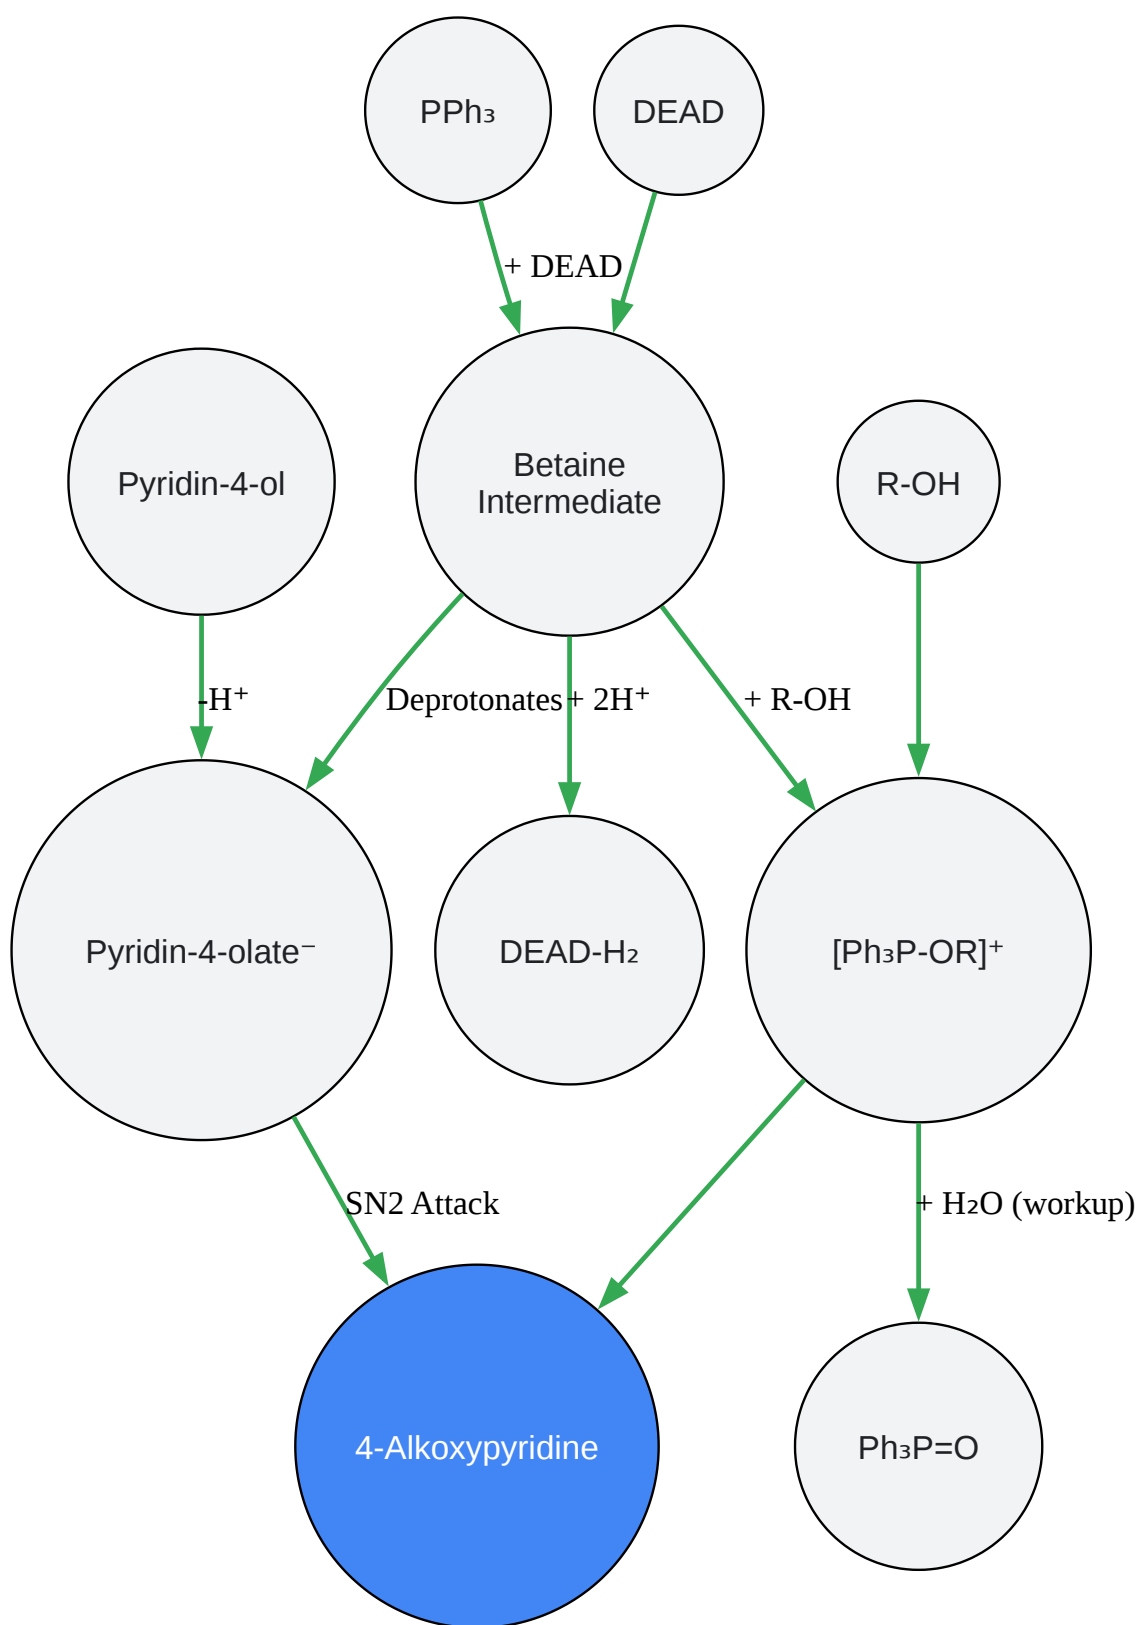 PPh₃
DEAD
+ DEAD
Pyridin-4-ol
Betaine
Intermediate
R-OH
-H⁺
Deprotonates
+ 2H⁺
+ R-OH
Pyridin-4-olate⁻
DEAD-H₂
[Ph₃P-OR]⁺
SN2 Attack
+ H₂O (workup)
4-Alkoxypyridine
Ph₃P=O